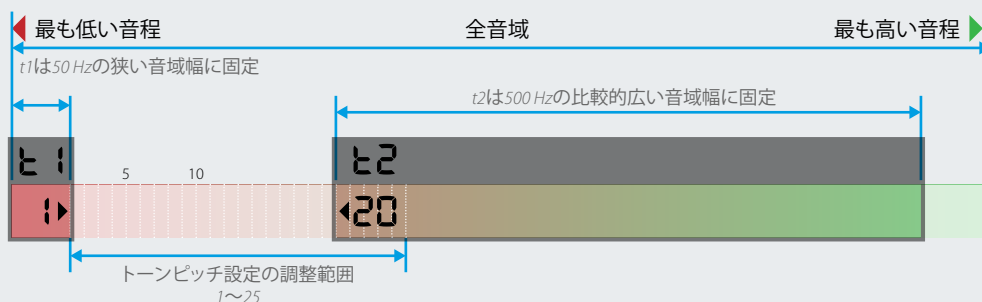 最も低い音程 全音域 最も高い音程
t1は50 Hzの狭い音域幅に固定
t2は500 Hzの比較的広い音域幅に固定
t1 t2
5 10
1 20
トーンピッチ設定の調整範囲
1〜25